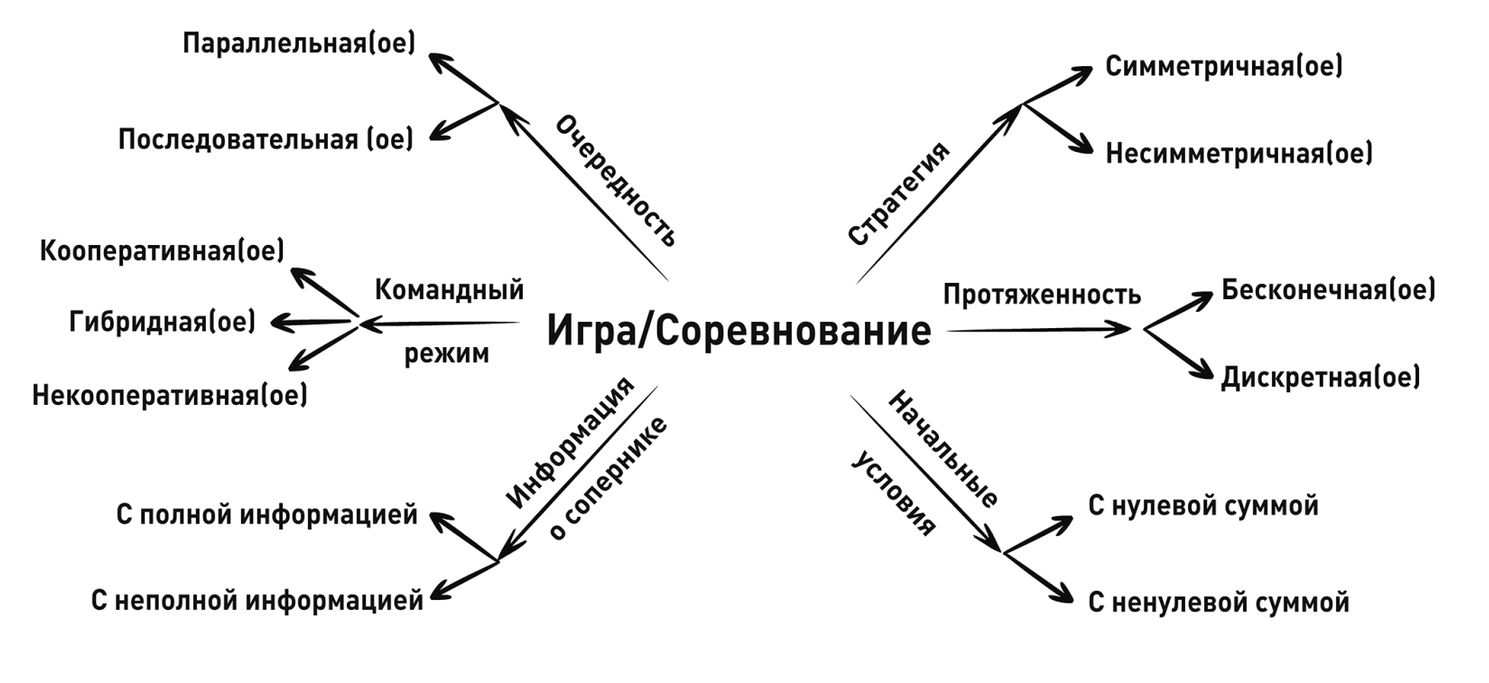 Параллельная(ое)
Последовательная (ое)
Очередность
Симметричная(ое)
Несимметричная(ое)
Стратегия
Кооперативная(ое)
Гибридная(ое)
Некооперативная(ое)
Командный
режим
Игра/Соревнование
Протяженность
Бесконечная(ое)
Дискретная(ое)
Информация
о сопернике
С полной информацией
С неполной информацией
Начальные
условия
С нулевой суммой
С ненулевой суммой